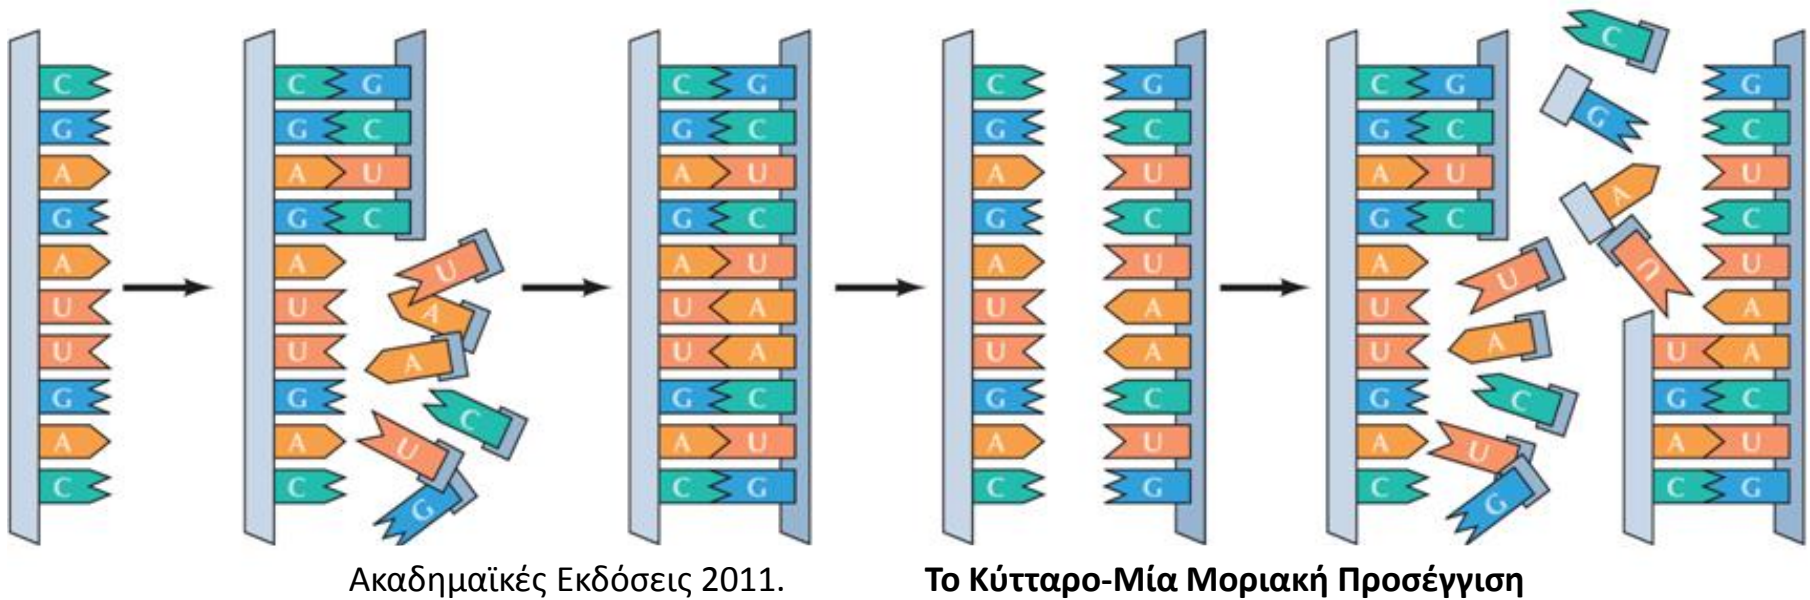 C
G
A
G
A
U
U
G
A
C
C G
G C
A U
G C
A U
U A
U A
G C
A U
C G
C G
G C
A U
G C
A U
U A
U A
G C
A U
C G
C G
G C
A U
G C
A U
U A
U A
G C
A U
C G
C
C G G
G C G C
A U A U
G C C
A U U U
U A
U A U A
G C C G C
A U U A U
C G C G
Ακαδημαϊκές Εκδόσεις 2011. Το Κύτταρο-Μία Μοριακή Προσέγγιση